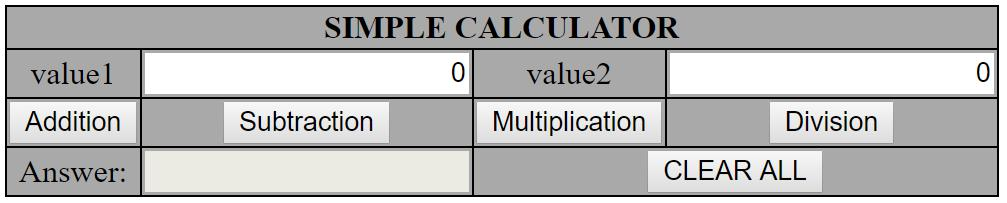 SIMPLE CALCULATOR
value1 0 value2 0
Addition Subtraction Multiplication Division
Answer: CLEAR ALL